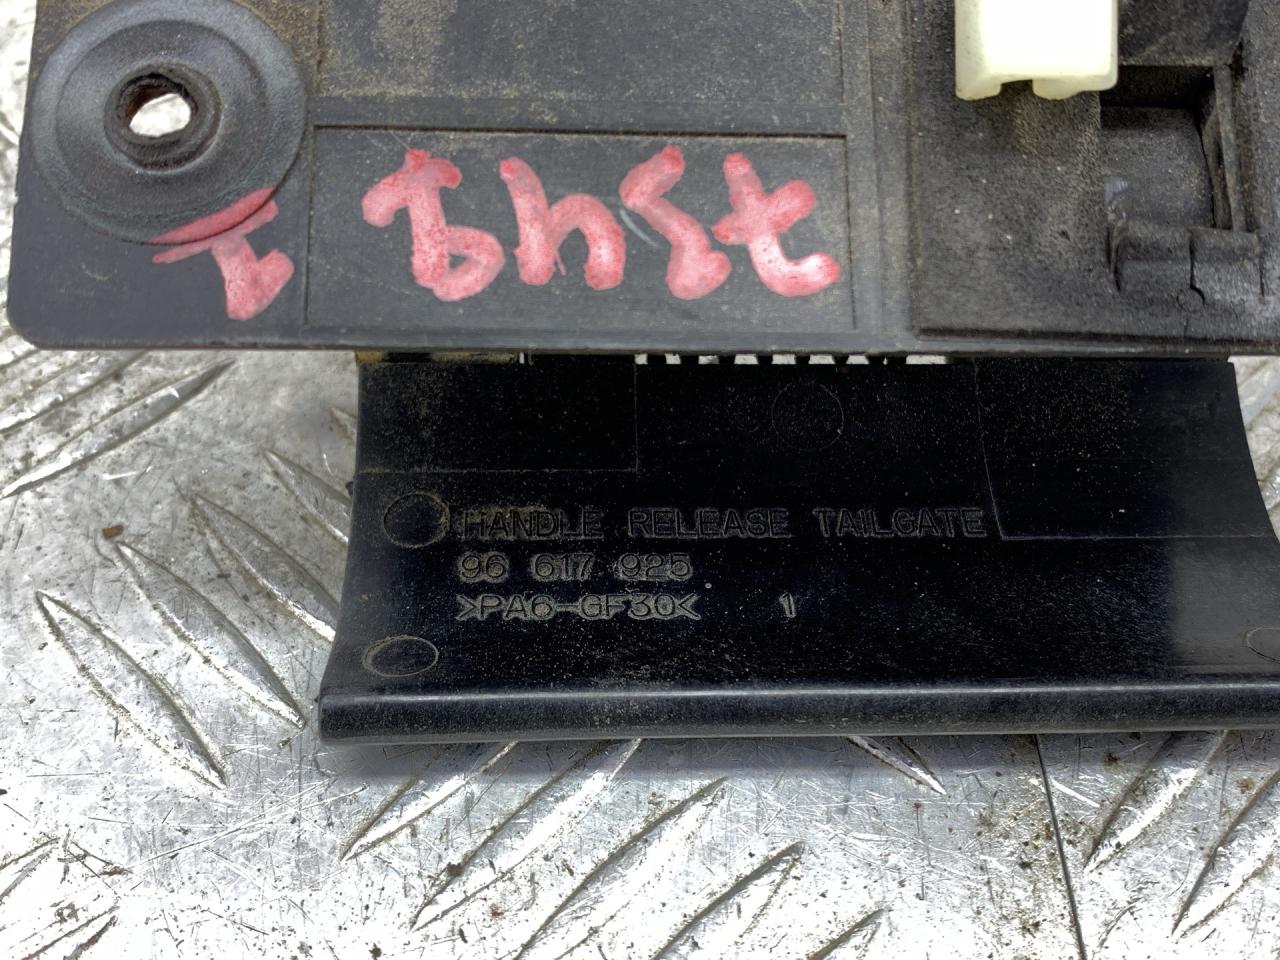 HANDLE RELEASE TAILGATE
96 617 925
>PA6-GF30< 1